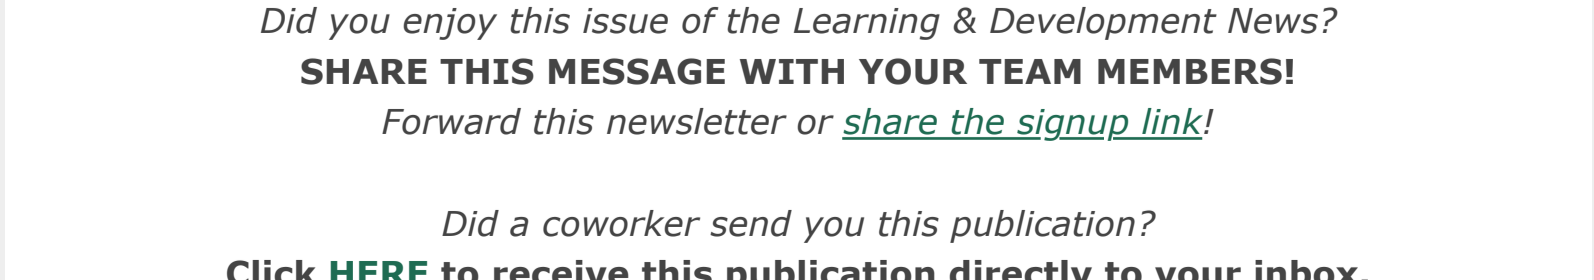 Did you enjoy this issue of the Learning & Development News?
SHARE THIS MESSAGE WITH YOUR TEAM MEMBERS!
Forward this newsletter or share the signup link!
Did a coworker send you this publication?
Click HERE to receive this publication directly to your inbox.